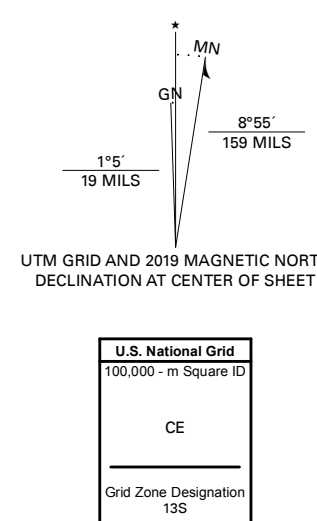 ★
MN
GN
8°55´
159 MILS
1°5´
19 MILS
UTM GRID AND 2019 MAGNETIC NORT
DECLINATION AT CENTER OF SHEET
U.S. National Grid
100,000 - m Square ID
CE
Grid Zone Designation
13S